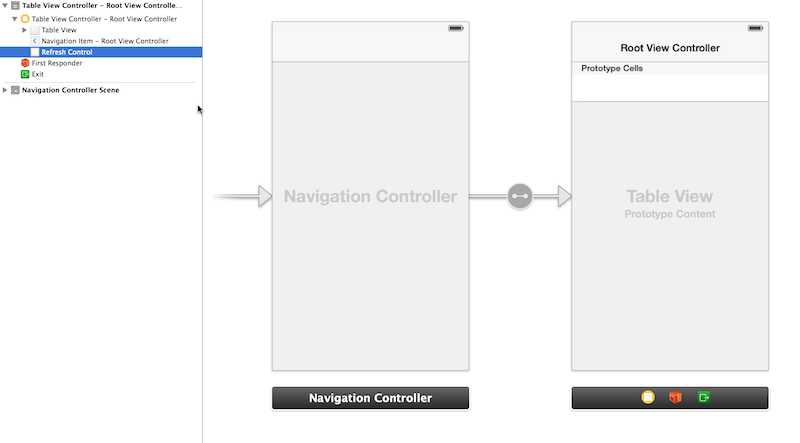 Table View Controller – Root View Controlle...
Table View Controller – Root View Controller
Table View
Navigation Item – Root View Controller
Refresh Control
First Responder
Exit
Navigation Controller Scene
Navigation Controller
Navigation Controller
Root View Controller
Prototype Cells
Table View
Prototype Content